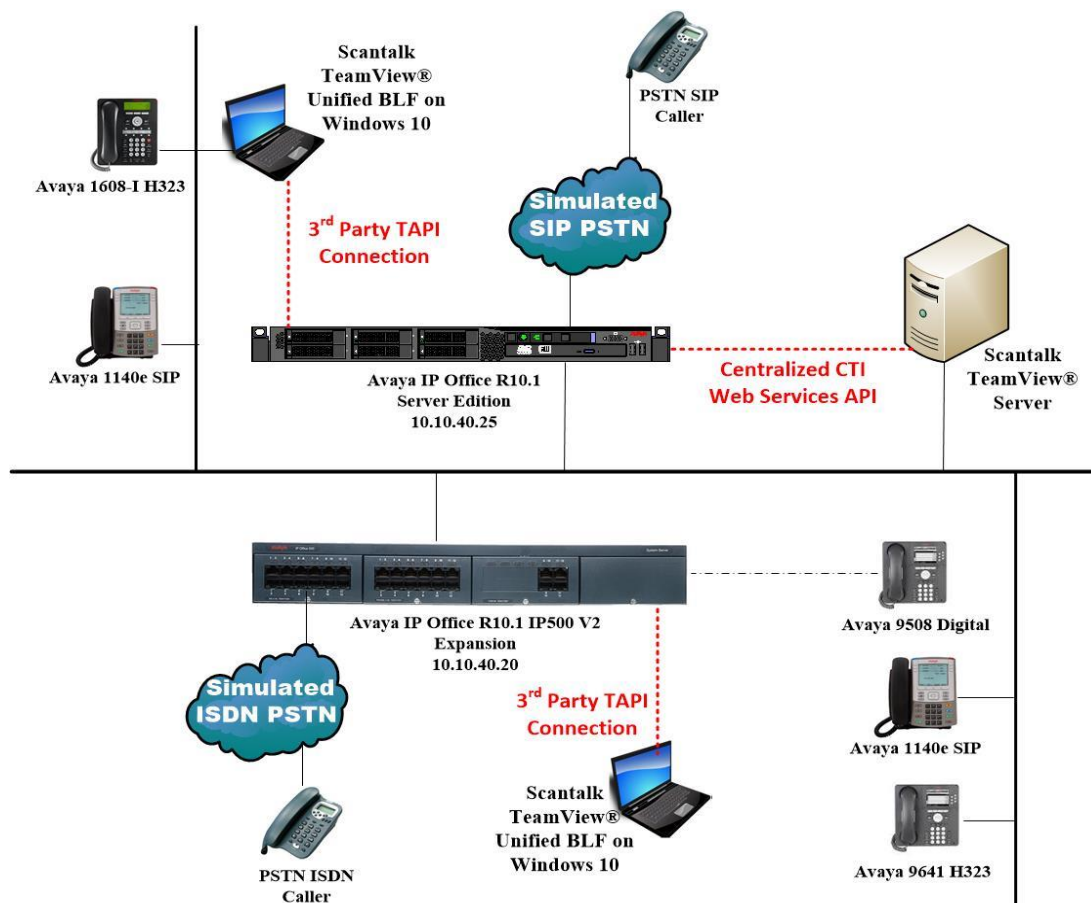 Scantalk
TeamView®
Unified BLF on
Windows 10
PSTN SIP
Caller
Avaya 1608-I H323
3rd Party TAPI
Connection
Simulated
SIP PSTN
Avaya 1140e SIP
Avaya IP Office R10.1
Server Edition
10.10.40.25
Centralized CTI
Web Services API
Scantalk
TeamView®
Server
Avaya IP Office R10.1 IP500 V2
Expansion
10.10.40.20
Avaya 9508 Digital
Simulated
ISDN PSTN
3rd Party TAPI
Connection
Avaya 1140e SIP
Scantalk
TeamView®
Unified BLF on
Windows 10
PSTN ISDN
Caller
Avaya 9641 H323